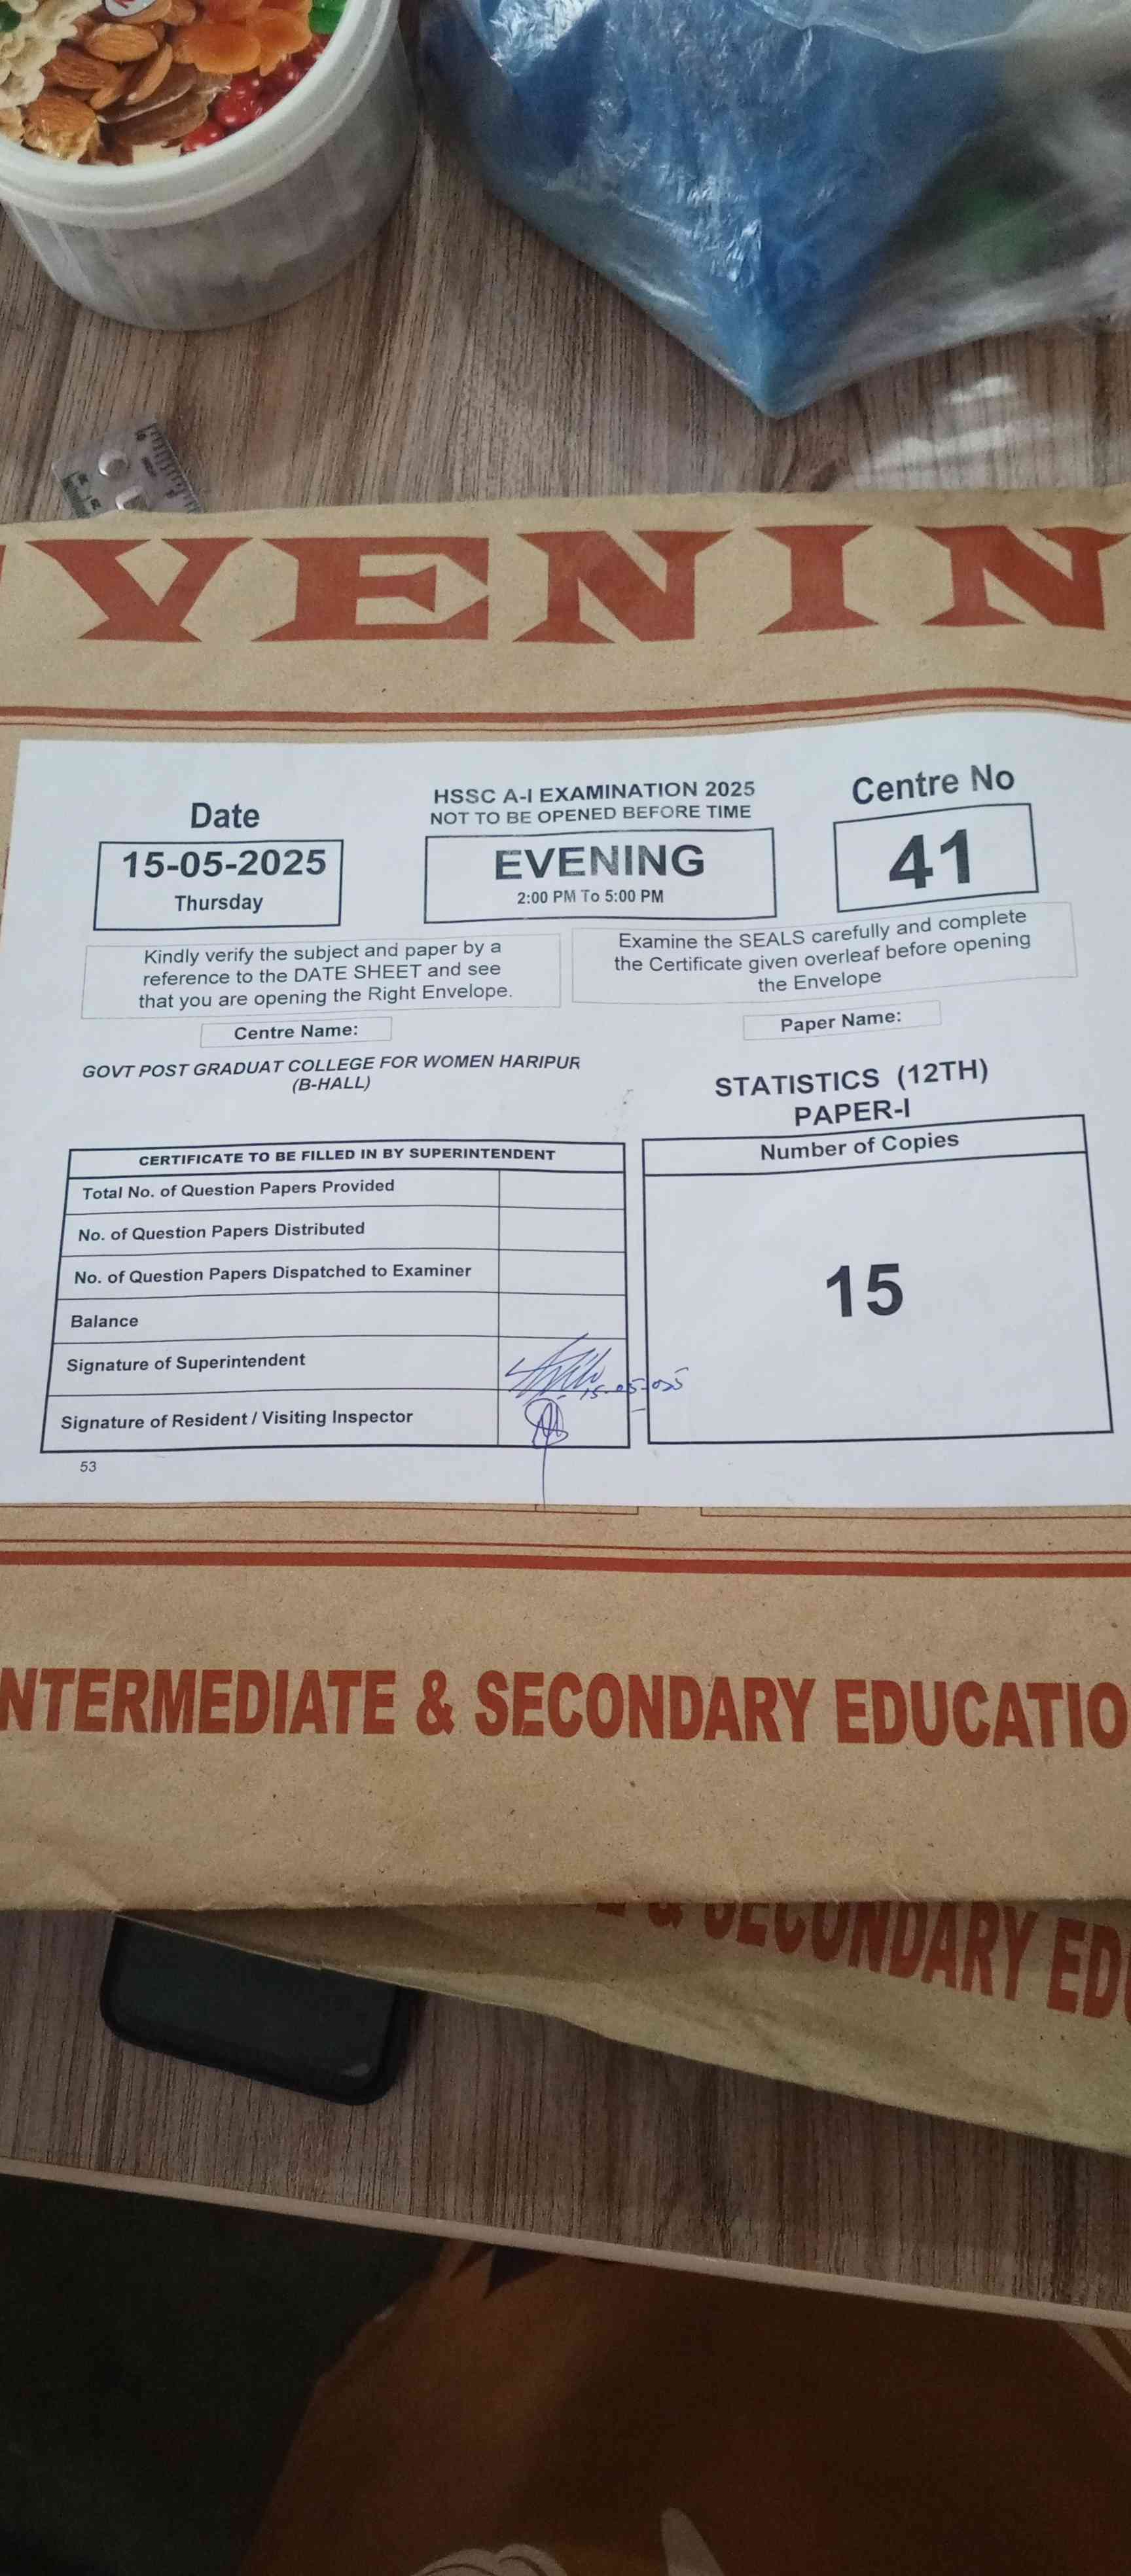 VENIN
Date
15-05-2025
Thursday
HSSC A-I EXAMINATION 2025
NOT TO BE OPENED BEFORE TIME
EVENING
2:00 PM To 5:00 PM
Centre No
41
Kindly verify the subject and paper by a
reference to the DATE SHEET and see
that you are opening the Right Envelope.
Examine the SEALS carefully and complete
the Certificate given overleaf before opening
the Envelope
Centre Name:
GOVT POST GRADUAT COLLEGE FOR WOMEN HARIPUR
(B-HALL)
Paper Name:
STATISTICS (12TH)
PAPER-I
CERTIFICATE TO BE FILLED IN BY SUPERINTENDENT
Total No. of Question Papers Provided
No. of Question Papers Distributed
No. of Question Papers Dispatched to Examiner
Balance
Signature of Superintendent
Signature of Resident / Visiting Inspector
Number of Copies
15
53
NTERMEDIATE & SECONDARY EDUCATIO
& SECONDARY EDU